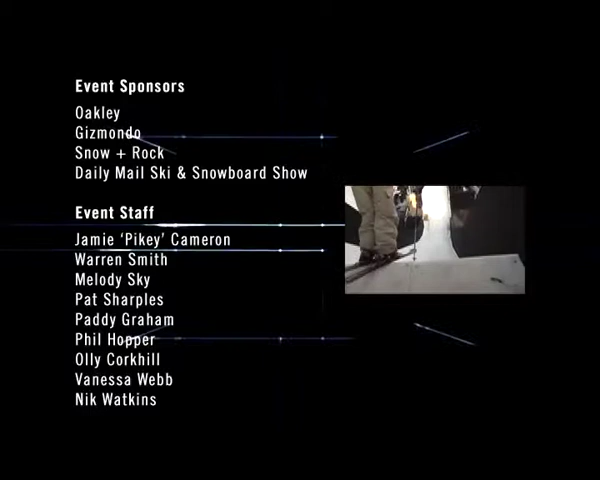 Event Sponsors
Oakley
Gizmondo
Snow + Rock
Daily Mail Ski & Snowboard Show
Event Staff
Jamie ‘Pikey’ Cameron
Warren Smith
Melody Sky
Pat Sharples
Paddy Graham
Phil Hopper
Olly Corkhill
Vanessa Webb
Nik Watkins